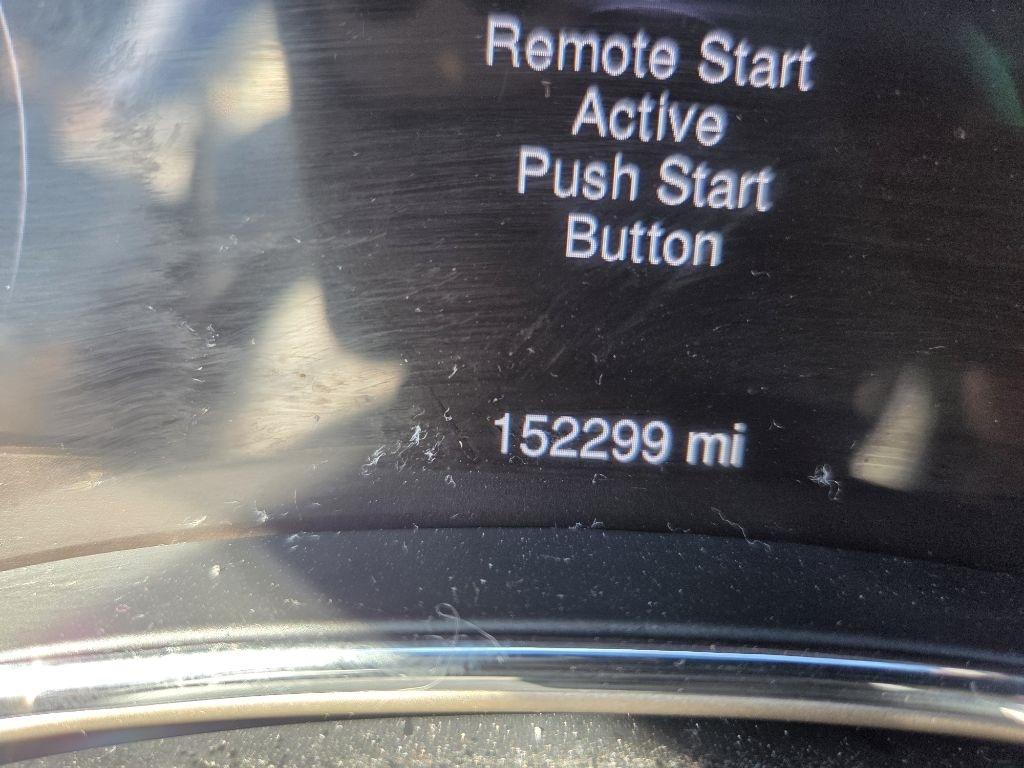 Remote Start
Active
Push Start
Button
152299 mi